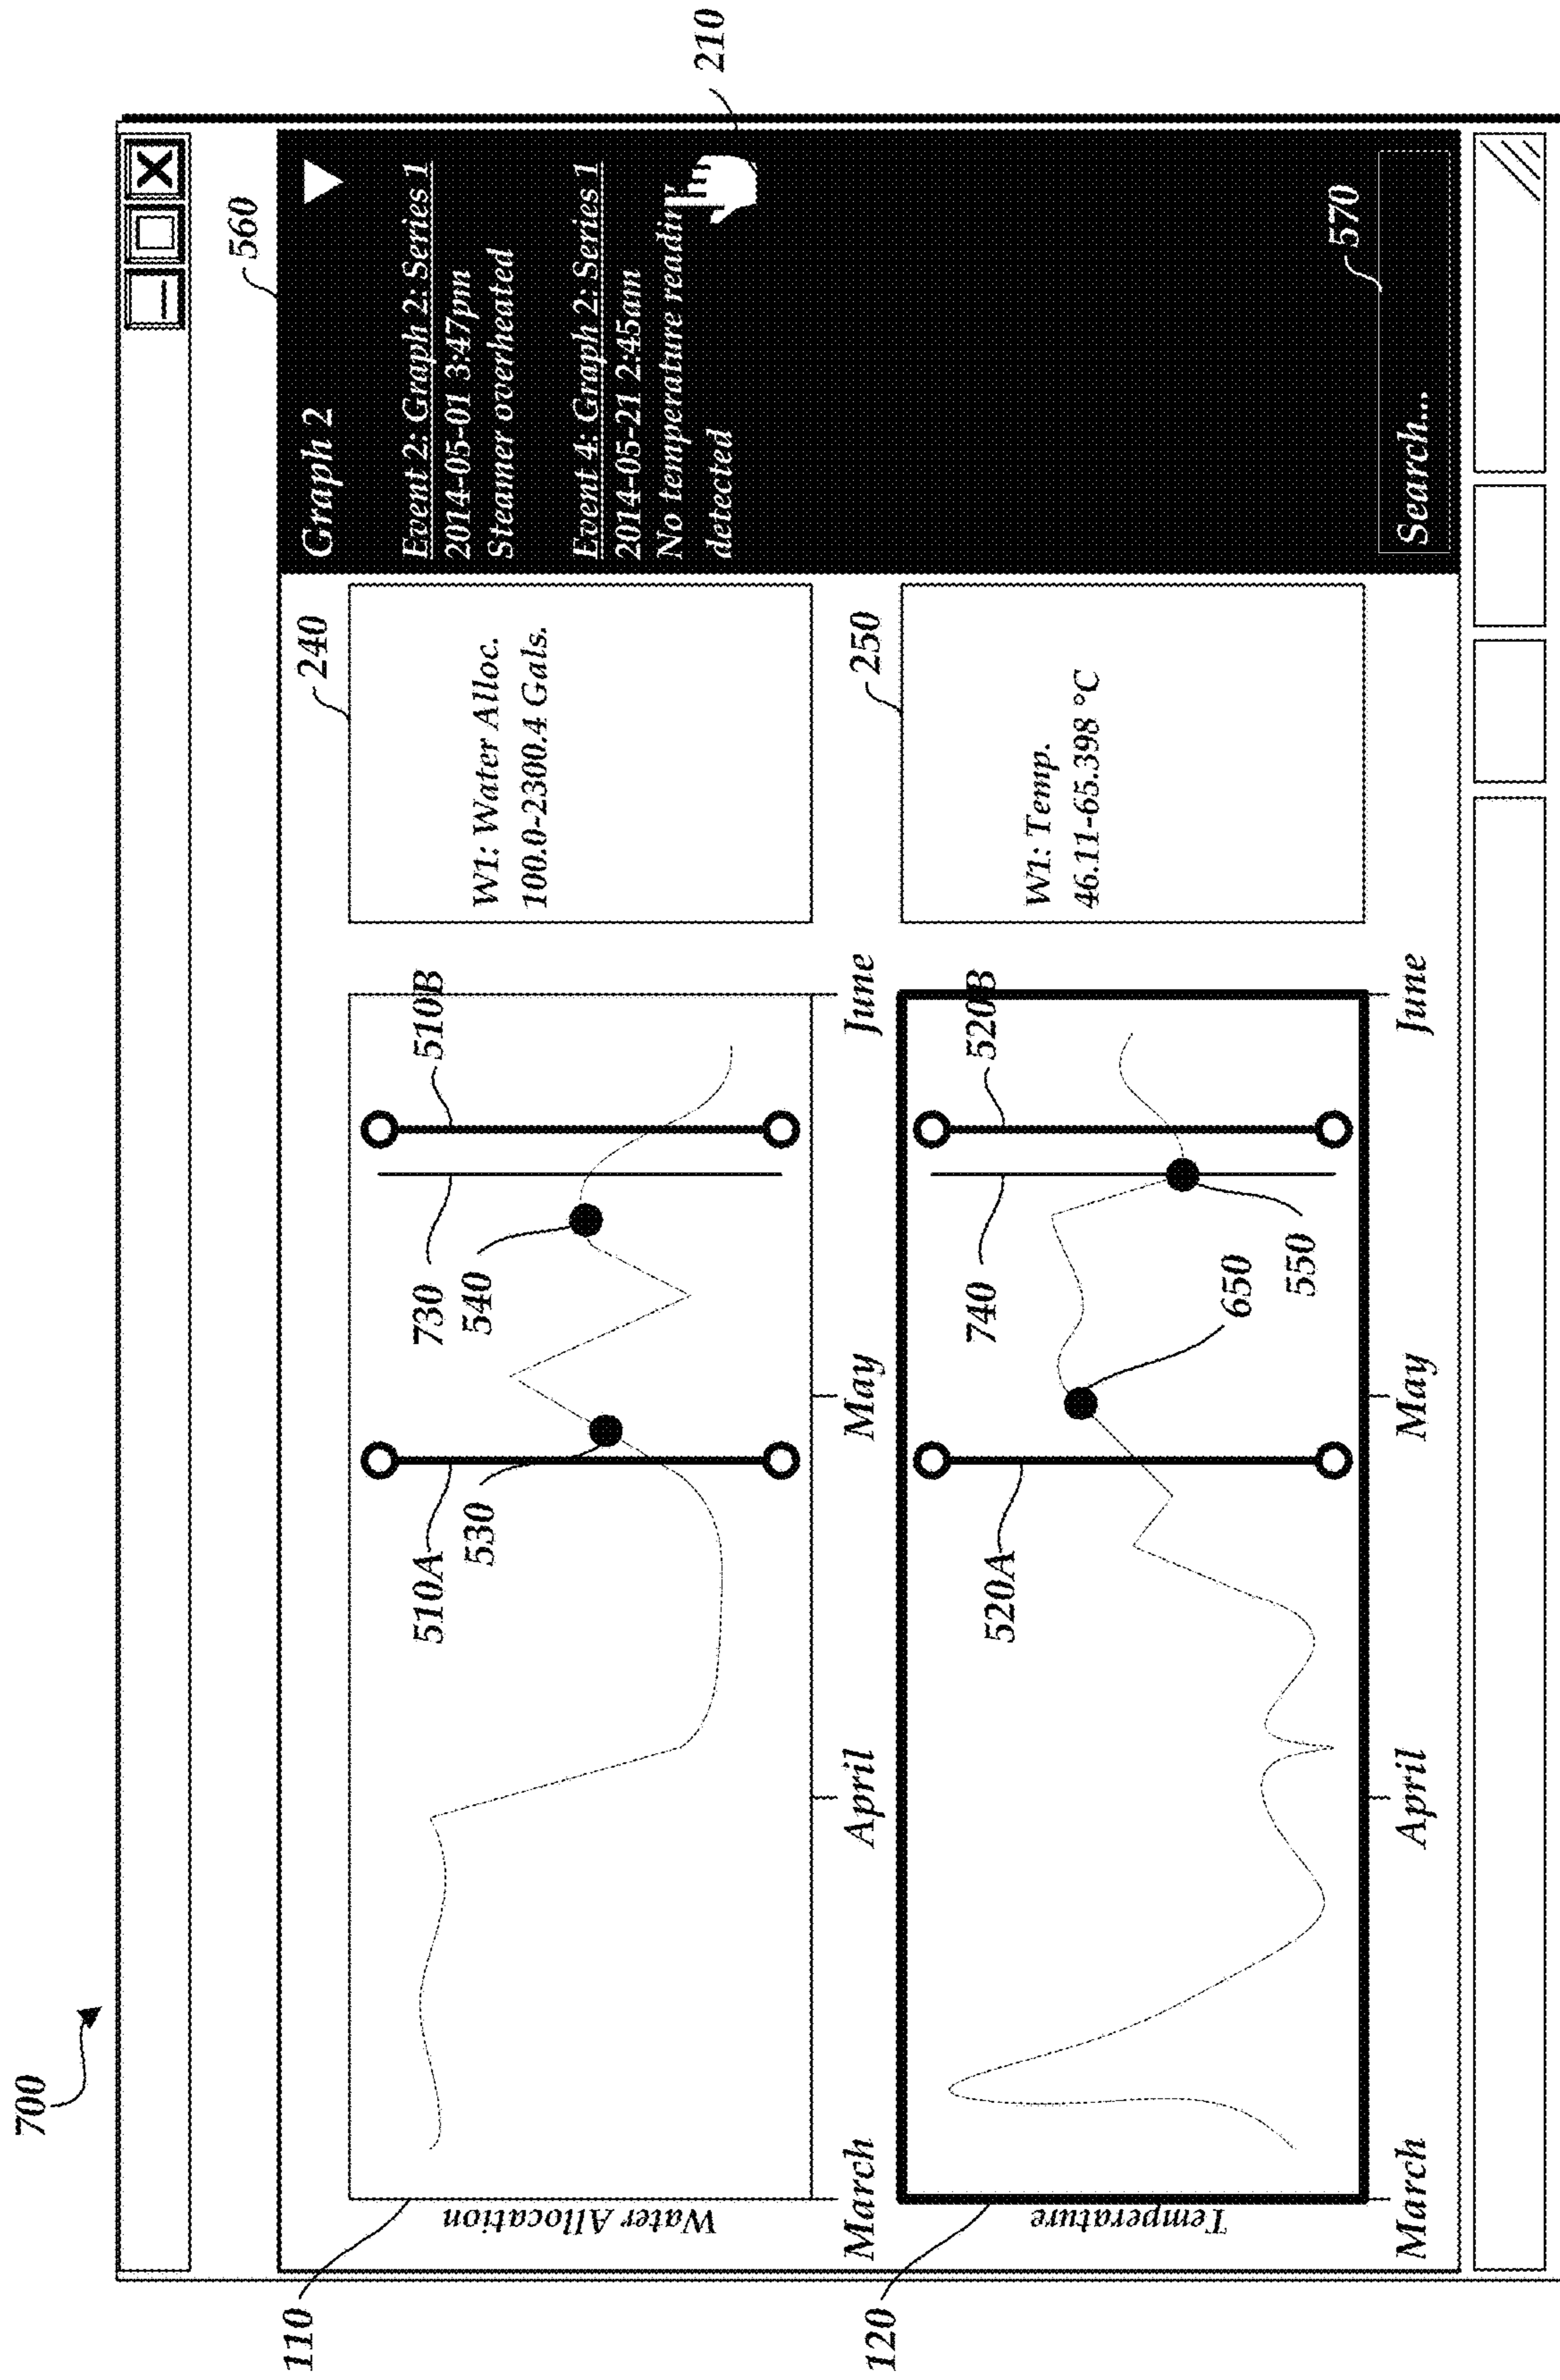 700
560
Graph 2
Event 2: Graph 2: Series 1
2014-05-01 3:47pm
Steamer overheated
Event 4: Graph 2: Series 1
2014-05-21 2:45am
No temperature readin
detected
210
570
Search...
110
Water Allocation
510A
530
730
540
510B
March
April
May
June
240
W1: Water Alloc.
100.0-2300.4 Gals.
120
Temperature
520A
740
650
550
520B
March
April
May
June
250
W1: Temp.
46.11-65.398 °C